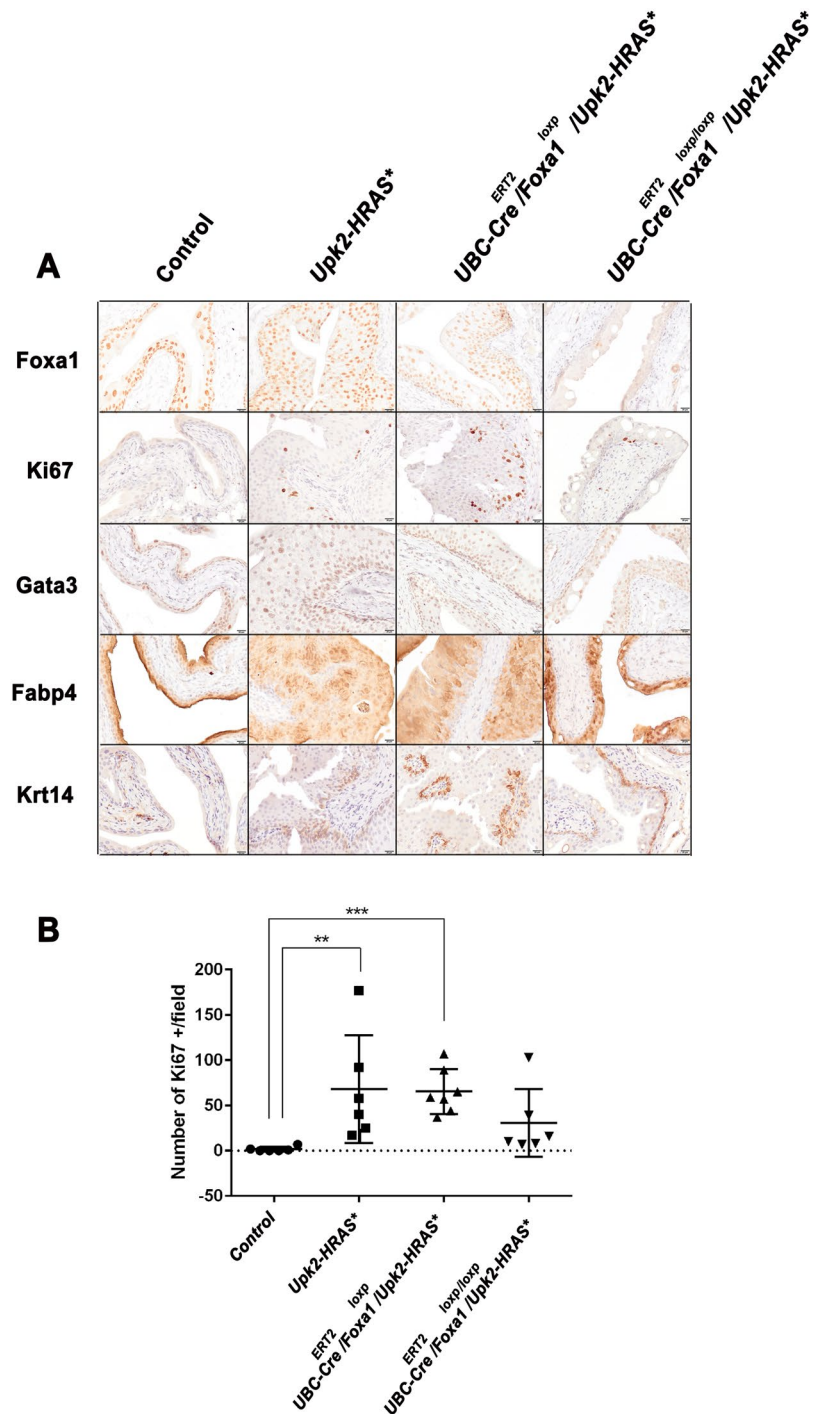 Control
Upk2-HRAS*
UBC-Cre ERT2 /Foxa1 loxp /Upk2-HRAS*
UBC-Cre ERT2 /Foxa1 loxp/loxp /Upk2-HRAS*
A
Foxa1
Ki67
Gata3
Fabp4
Krt14
B
***
**
Number of Ki67 +/field
200
150
100
50
0
-50
Control
Upk2-HRAS*
UBC-Cre ERT2 /Foxa1 loxp /Upk2-HRAS*
UBC-Cre ERT2 /Foxa1 loxp/loxp /Upk2-HRAS*